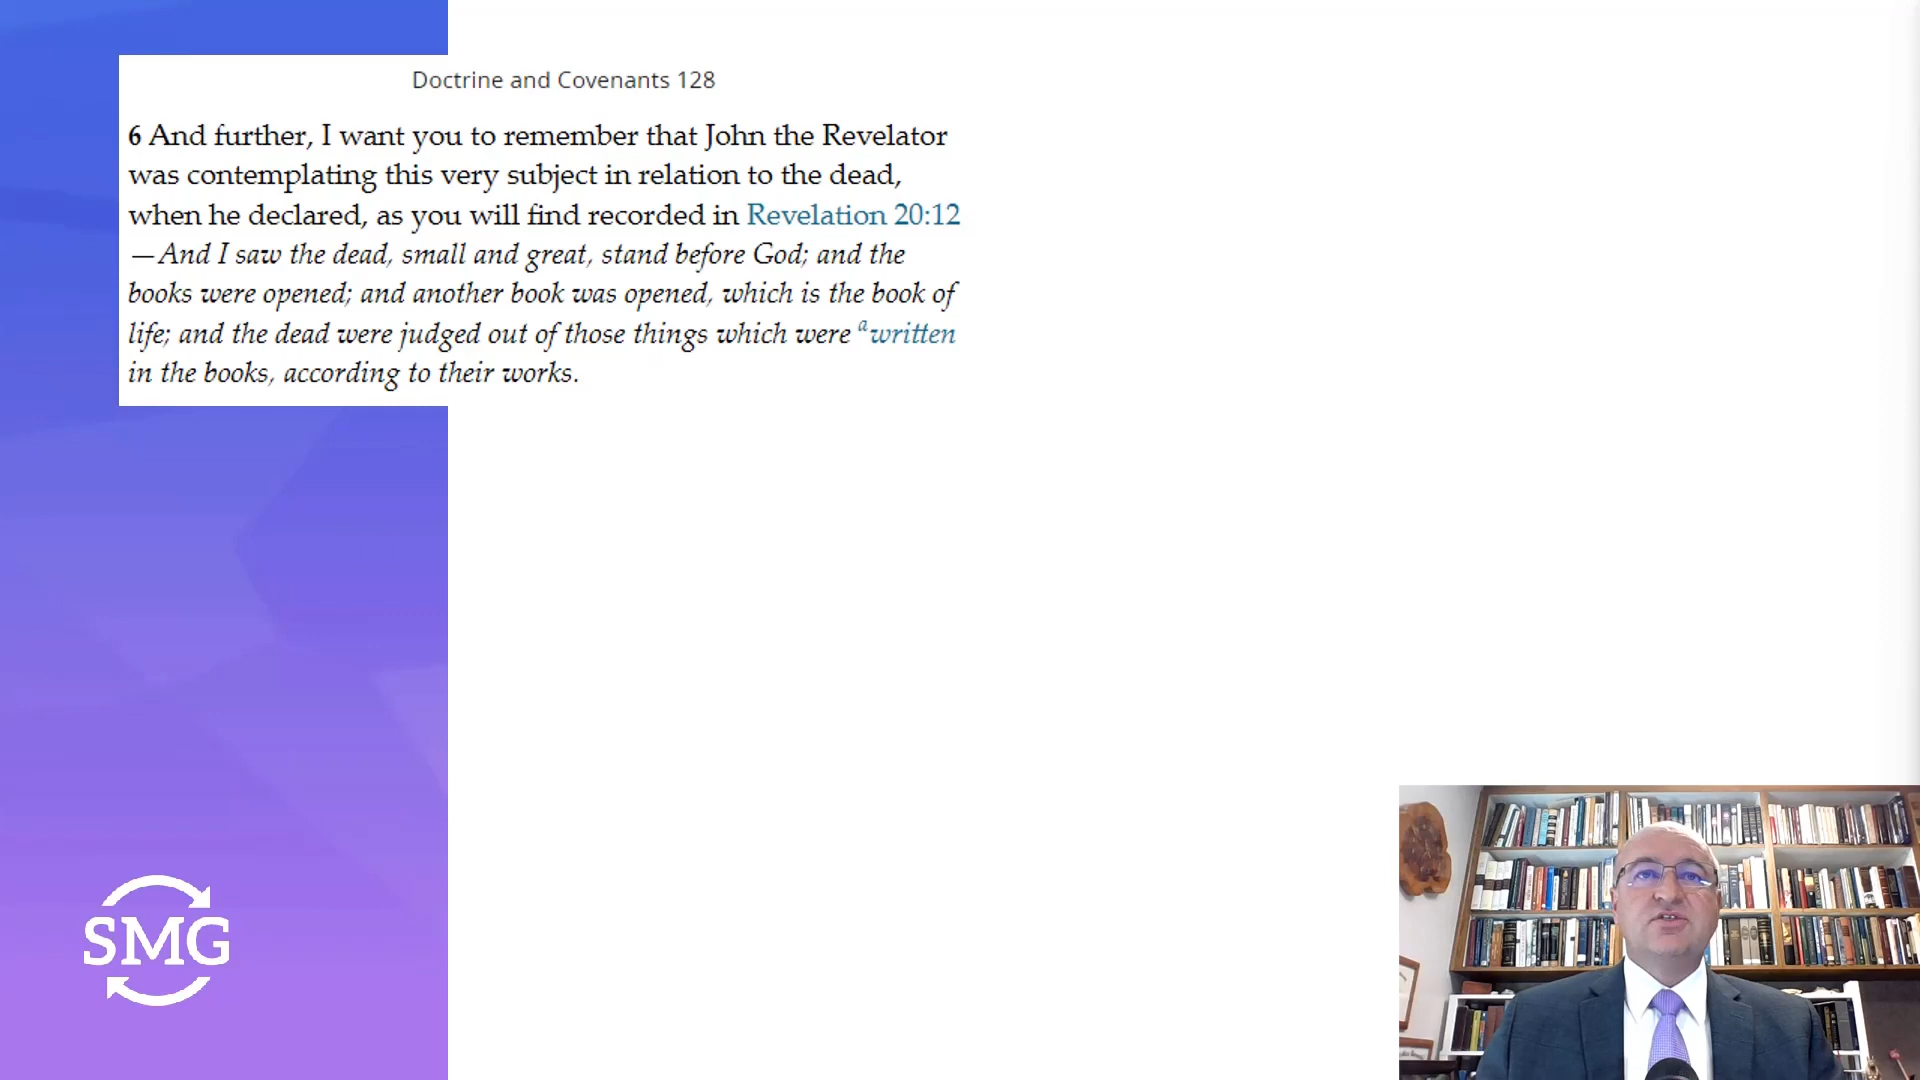 Doctrine and Covenants 128
6 And further, I want you to remember that John the Revelator
was contemplating this very subject in relation to the dead,
when he declared, as you will find recorded in Revelation 20:12
—And I saw the dead, small and great, stand before God; and the
books were opened; and another book was opened, which is the book of
life; and the dead were judged out of those things which were a written
in the books, according to their works.
SMG